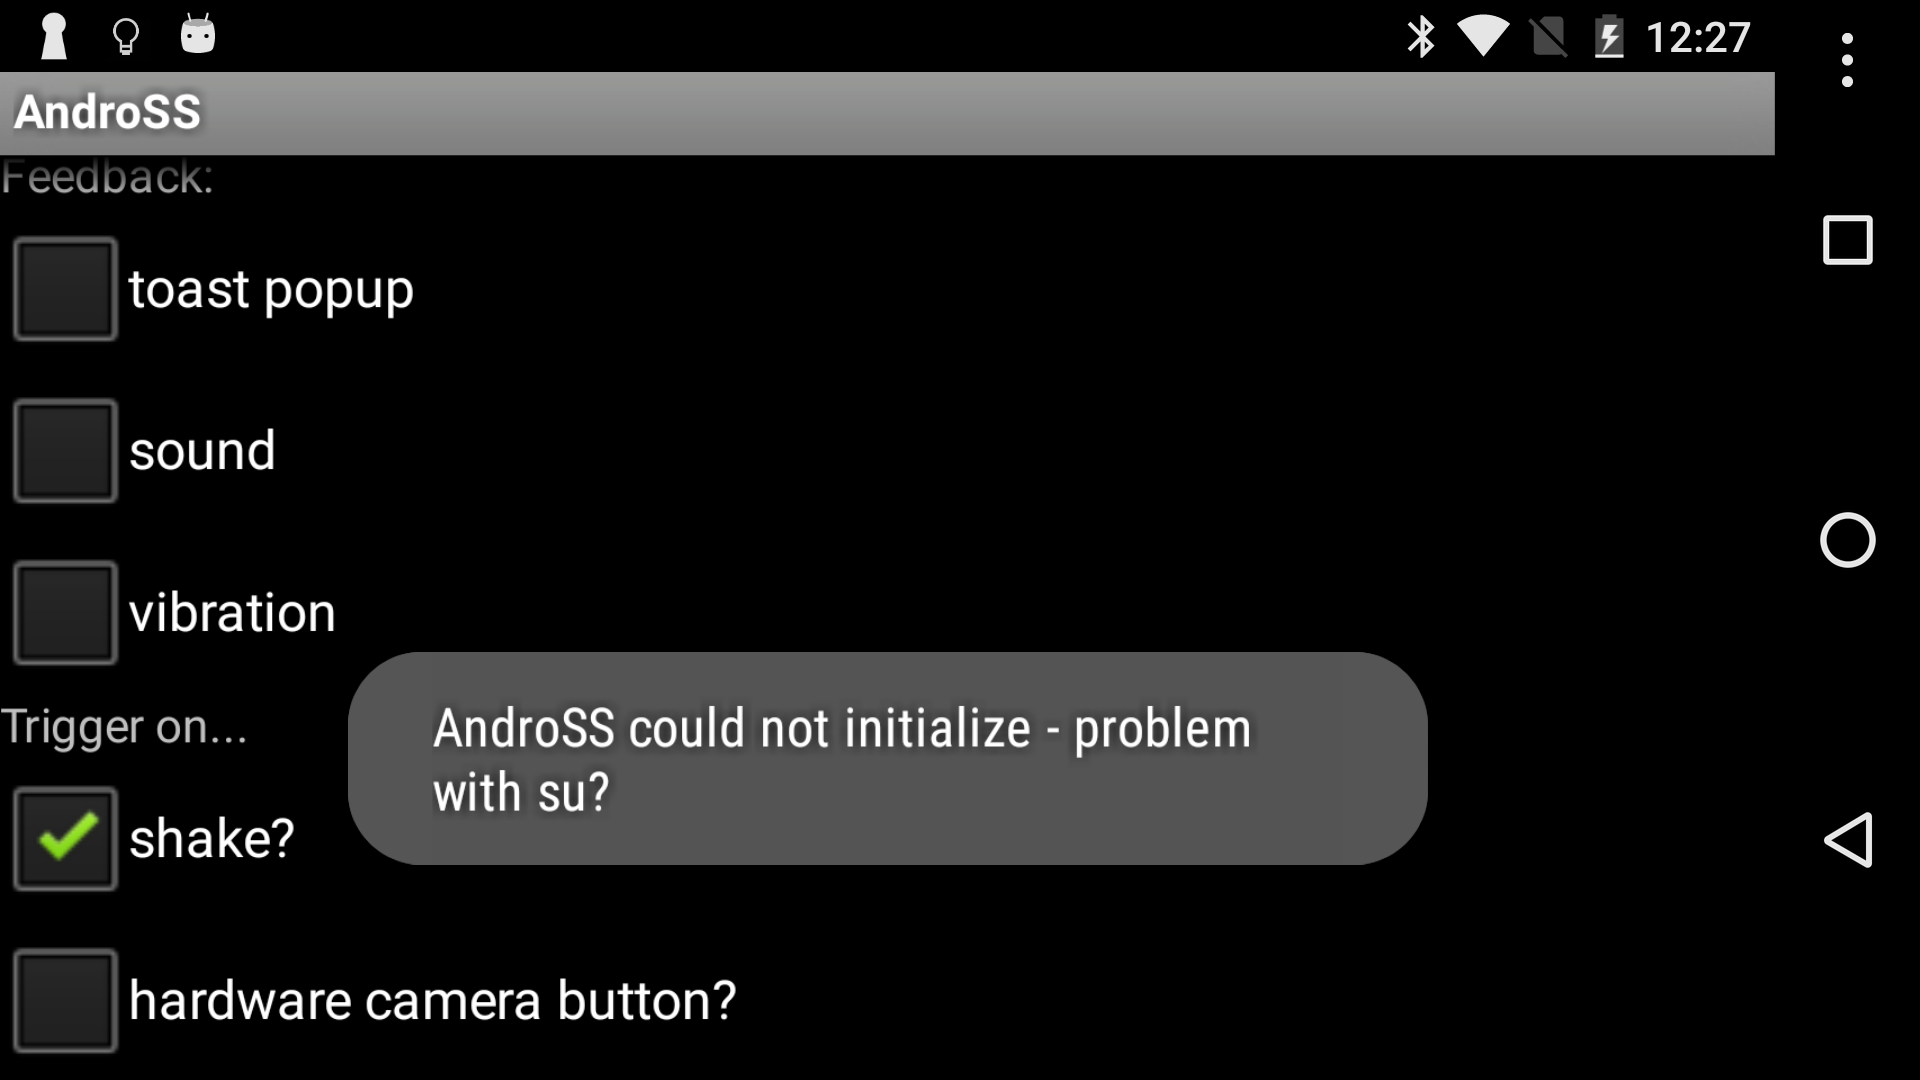 12:27
AndroSS
Feedback:
toast popup
sound
vibration
Trigger on...
AndroSS could not initialize - problem
with su?
shake?
hardware camera button?